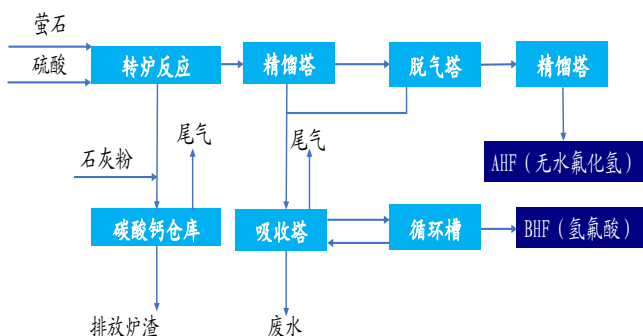 萤石
硫酸
转炉反应
精馏塔
脱气塔
精馏塔
石灰粉
尾气
尾气
AHF（无水氟化氢）
碳酸钙仓库
吸收塔
循环槽
BHF（氢氟酸）
排放炉渣
废水